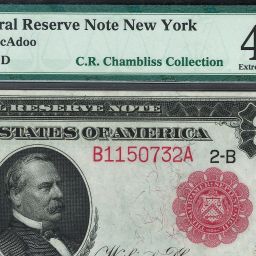 ral Reserve Note New York
cAdoo
D
C.R. Chambliss Collection
4
Extre
L RESERVE NOTE
STATES OF AMERICA
B1150732A 2-B